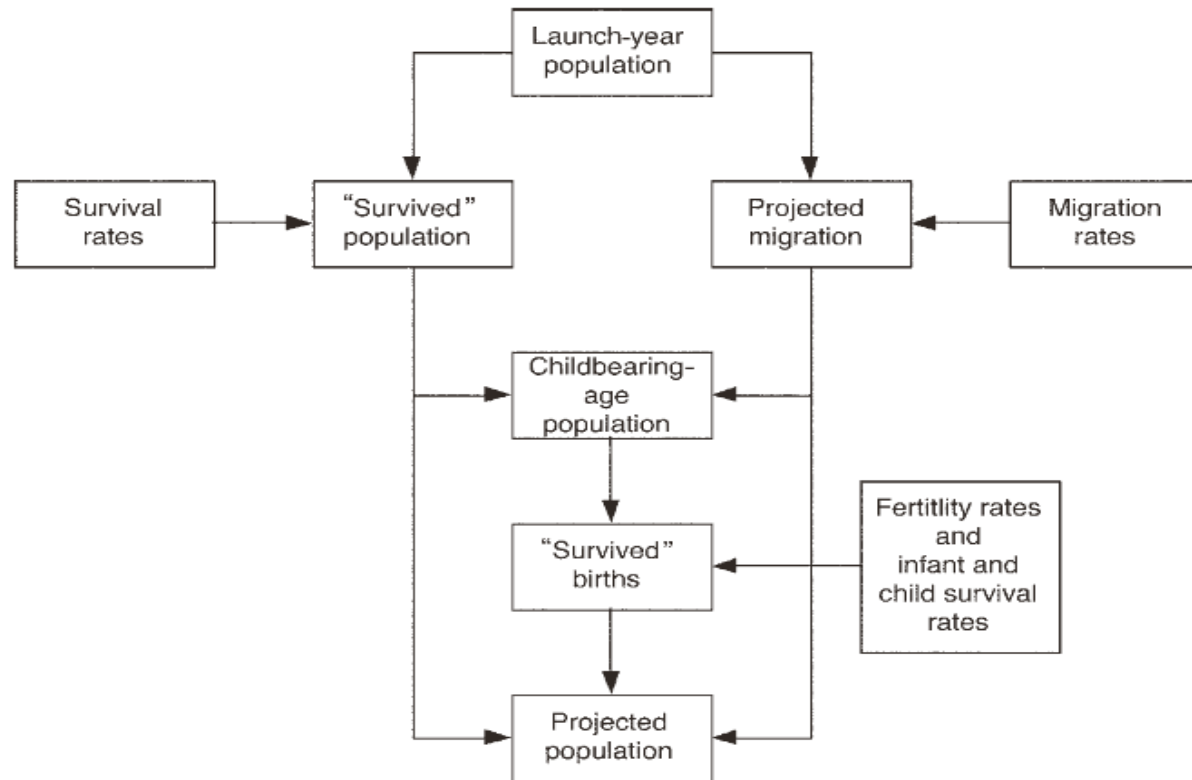 Launch-year
population
Survival
rates
“Survived”
population
Projected
migration
Migration
rates
Childbearing-
age
population
“Survived”
births
Fertitlity rates
and
infant and
child survival
rates
Projected
population